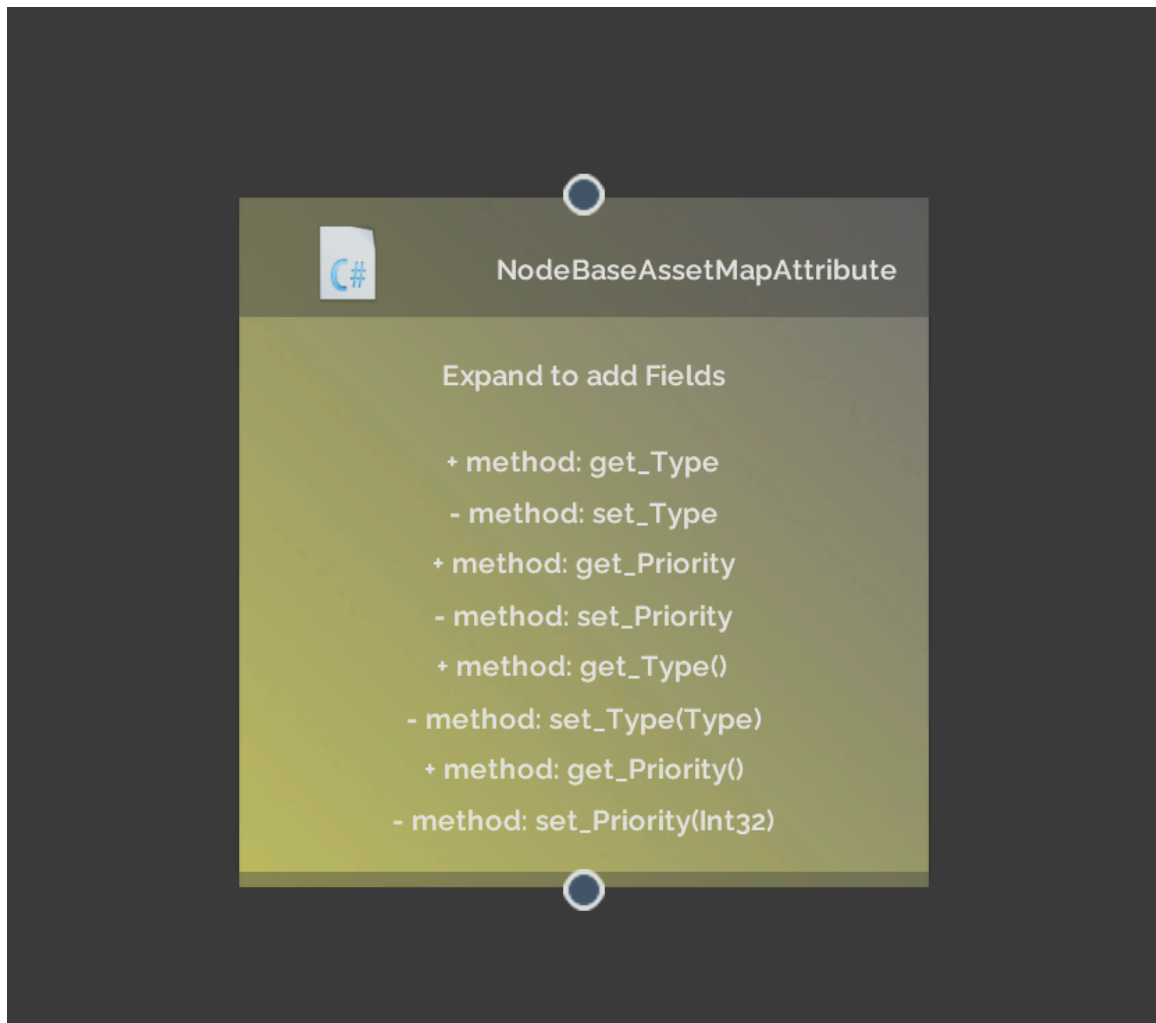 C#
NodeBaseAssetMapAttribute
Expand to add Fields
+ method: get_Type
- method: set_Type
+ method: get_Priority
- method: set_Priority
+ method: get_Type()
- method: set_Type(Type)
+ method: get_Priority()
- method: set_Priority(Int32)